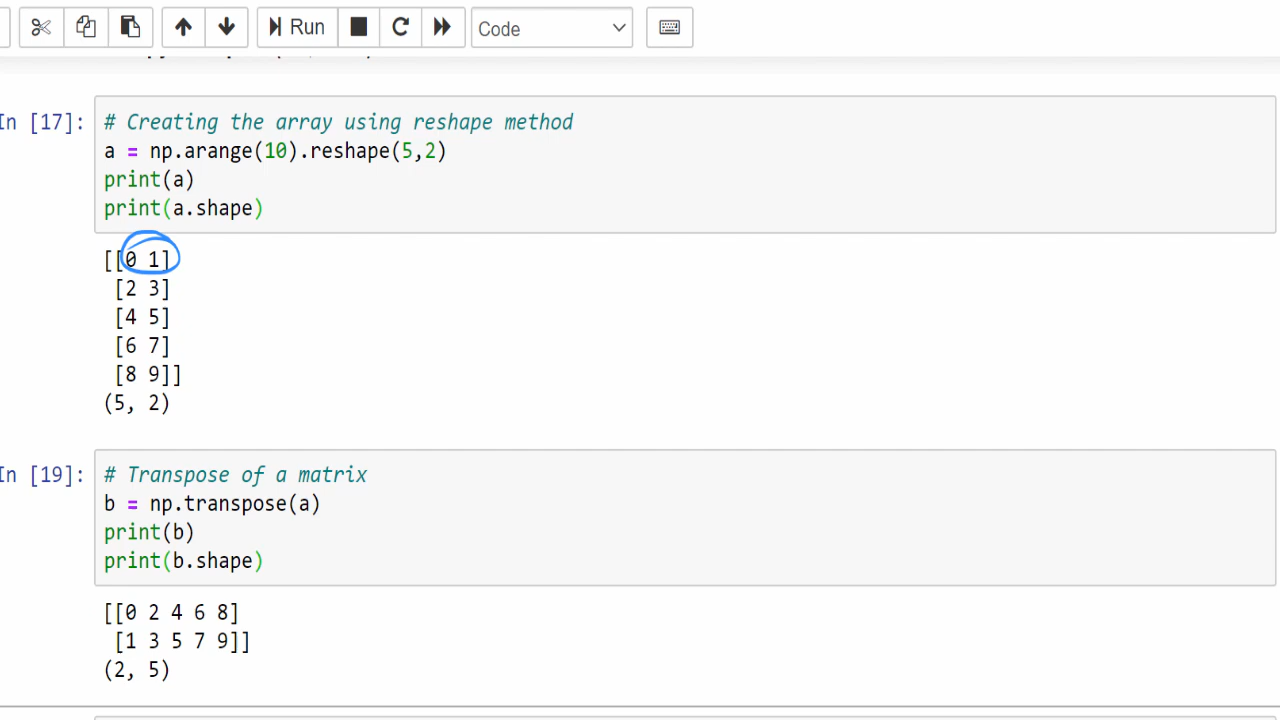 Run Code
In [17]: # Creating the array using reshape method
a = np.arange(10).reshape(5,2)
print(a)
print(a.shape)
[[0 1]
[2 3]
[4 5]
[6 7]
[8 9]]
(5, 2)
In [19]: # Transpose of a matrix
b = np.transpose(a)
print(b)
print(b.shape)
[[0 2 4 6 8]
[1 3 5 7 9]]
(2, 5)